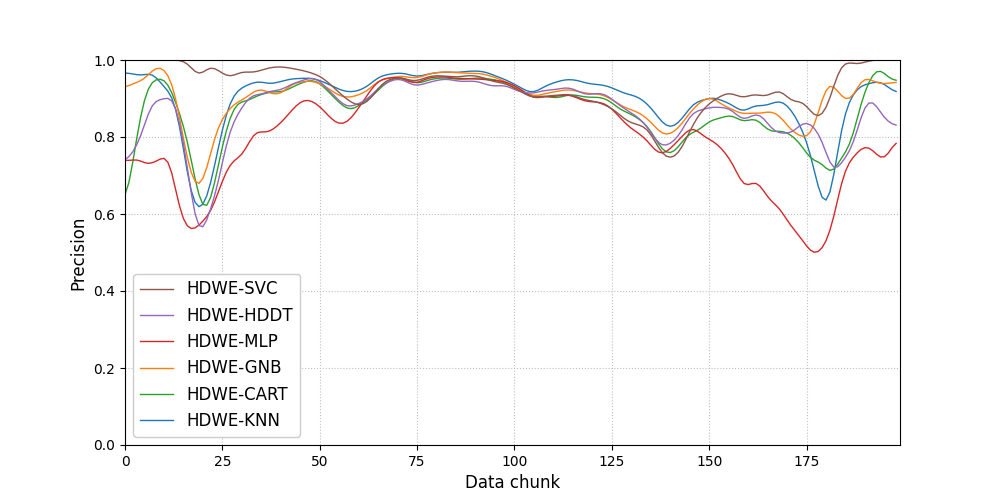 1.0
0.8
0.6
0.4
0.2
0.0
Precision
HDWE-SVC
HDWE-HDDT
HDWE-MLP
HDWE-GNB
HDWE-CART
HDWE-KNN
0 25 50 75 100 125 150 175
Data chunk